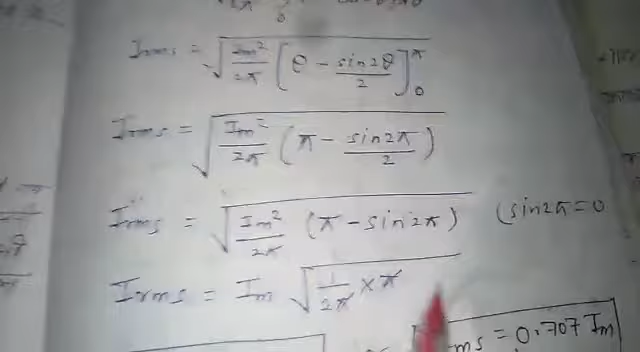 Irms = √(Im²/2π [θ - sin2θ/2]₀^π)
Irms = √(Im²/2π (π - sin2π/2))
Irms = √(Im²/2π (π - sin2π)) (sin2π=0
Irms = Im √(1/2π × π)
ms = 0.707 Im